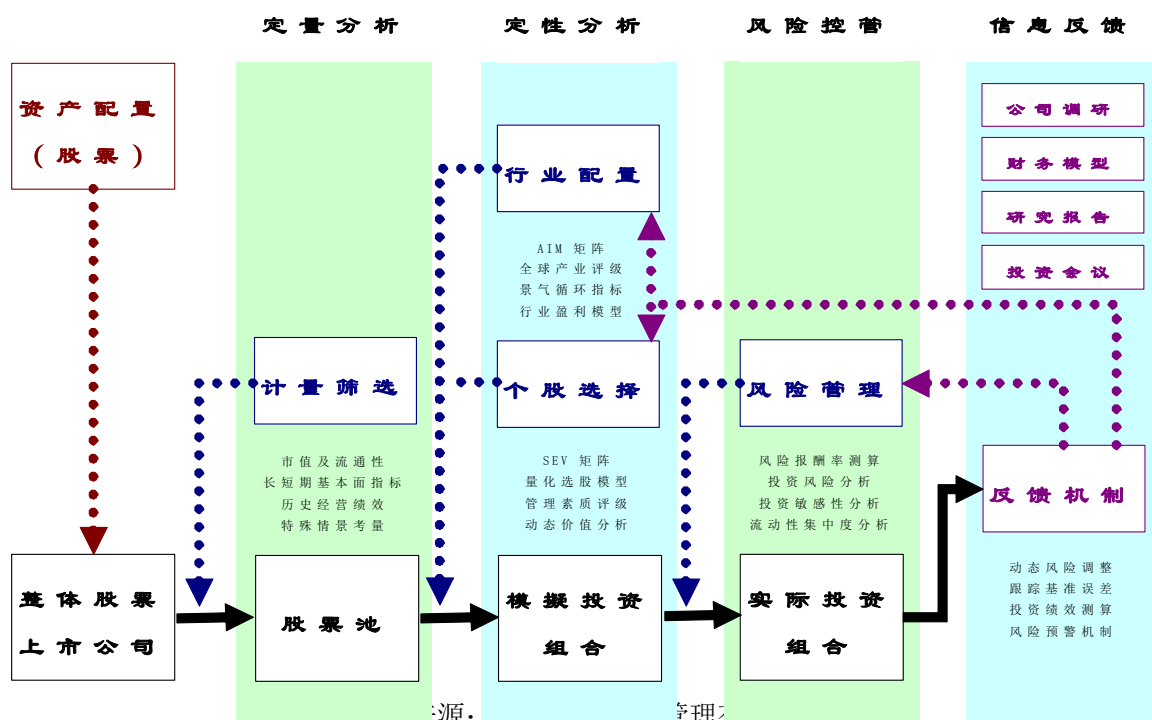 定量分析
定性分析
风险控管
信息反馈
资产配置
(股票)
公司调研
财务模型
研究报告
投资会议
行业配置
AIM 矩阵
全球产业评级
景气循环指标
行业盈利模型
计量筛选
个股选择
风险管理
市值及流通性
长短期基本面指标
历史经营绩效
特殊情景考量
SEV 矩阵
量化选股模型
管理素质评级
动态价值分析
风险报酬率测算
投资风险分析
投资敏感性分析
流动性集中度分析
反馈机制
动态风险调整
跟踪基准误差
投资绩效测算
风险预警机制
整体股票
上市公司
股票池
模擬投资
组合
实际投资
组合
源:
管理